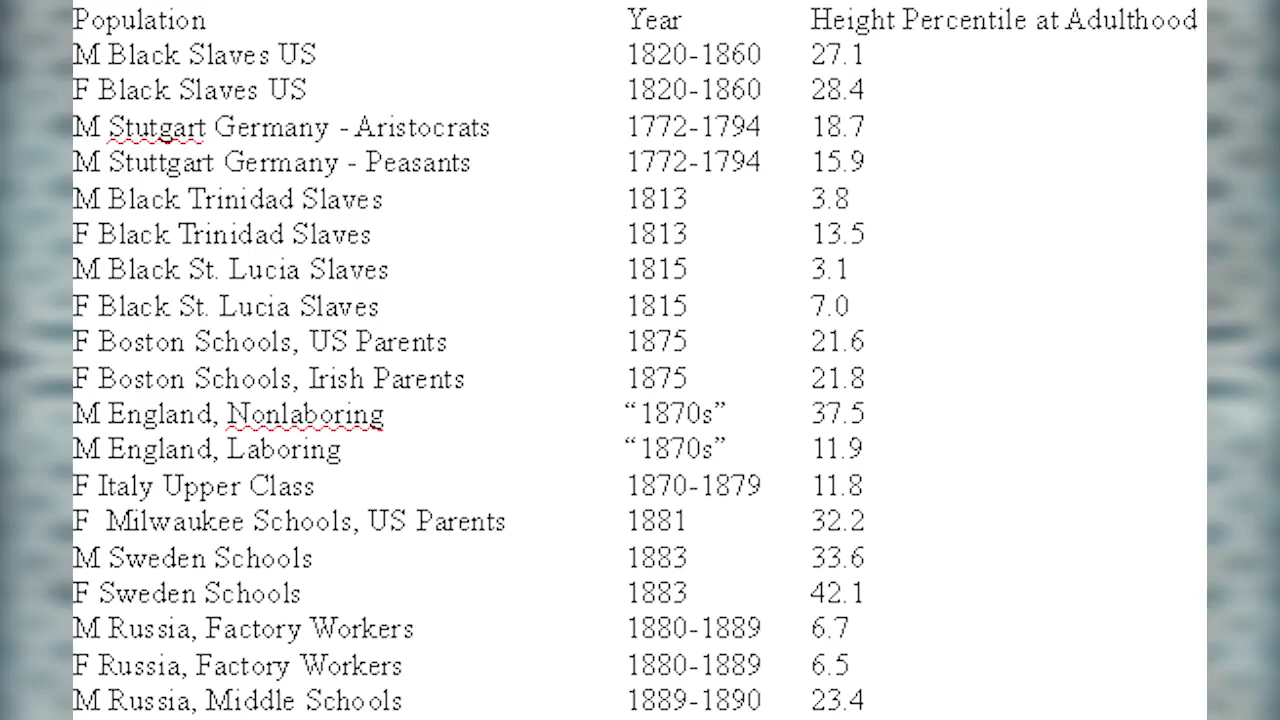 Population Year Height Percentile at Adulthood
M Black Slaves US 1820-1860 27.1
F Black Slaves US 1820-1860 28.4
M Stutgart Germany - Aristocrats 1772-1794 18.7
M Stuttgart Germany - Peasants 1772-1794 15.9
M Black Trinidad Slaves 1813 3.8
F Black Trinidad Slaves 1813 13.5
M Black St. Lucia Slaves 1815 3.1
F Black St. Lucia Slaves 1815 7.0
F Boston Schools, US Parents 1875 21.6
F Boston Schools, Irish Parents 1875 21.8
M England, Nonlaboring “1870s” 37.5
M England, Laboring “1870s” 11.9
F Italy Upper Class 1870-1879 11.8
F Milwaukee Schools, US Parents 1881 32.2
M Sweden Schools 1883 33.6
F Sweden Schools 1883 42.1
M Russia, Factory Workers 1880-1889 6.7
F Russia, Factory Workers 1880-1889 6.5
M Russia, Middle Schools 1889-1890 23.4